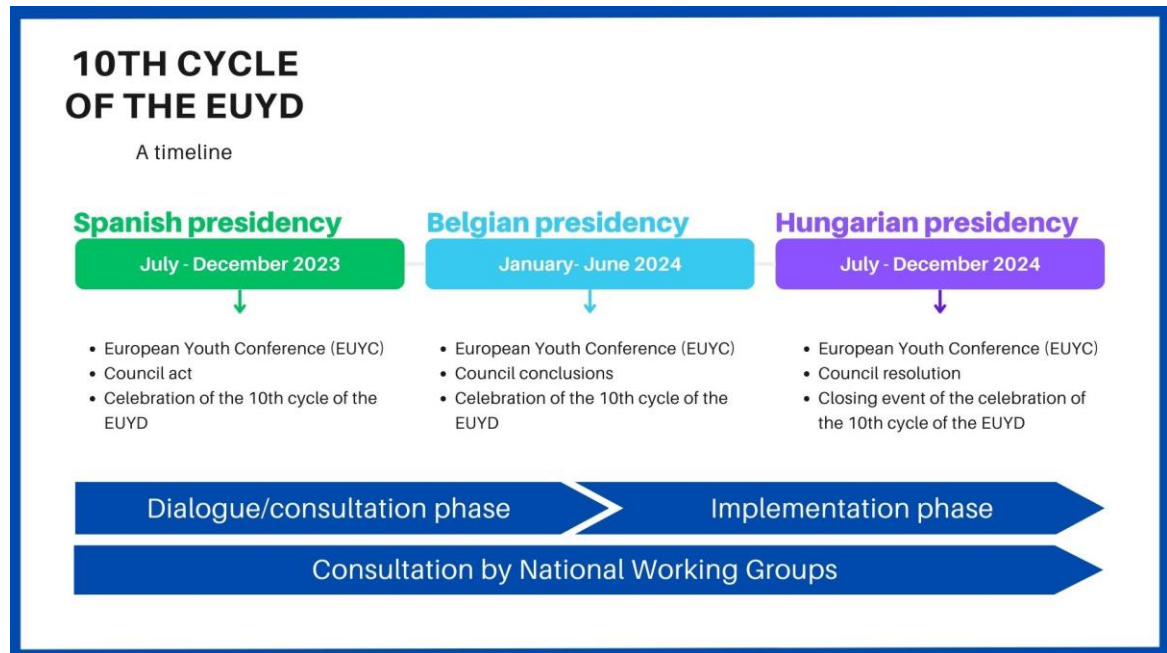 10TH CYCLE
OF THE EUYD
A timeline
Spanish presidency
July - December 2023
• European Youth Conference (EUYC)
• Council act
• Celebration of the 10th cycle of the
EUYD
Belgian presidency
January- June 2024
• European Youth Conference (EUYC)
• Council conclusions
• Celebration of the 10th cycle of the
EUYD
Hungarian presidency
July - December 2024
• European Youth Conference (EUYC)
• Council resolution
• Closing event of the celebration of
the 10th cycle of the EUYD
Dialogue/consultation phase
Implementation phase
Consultation by National Working Groups